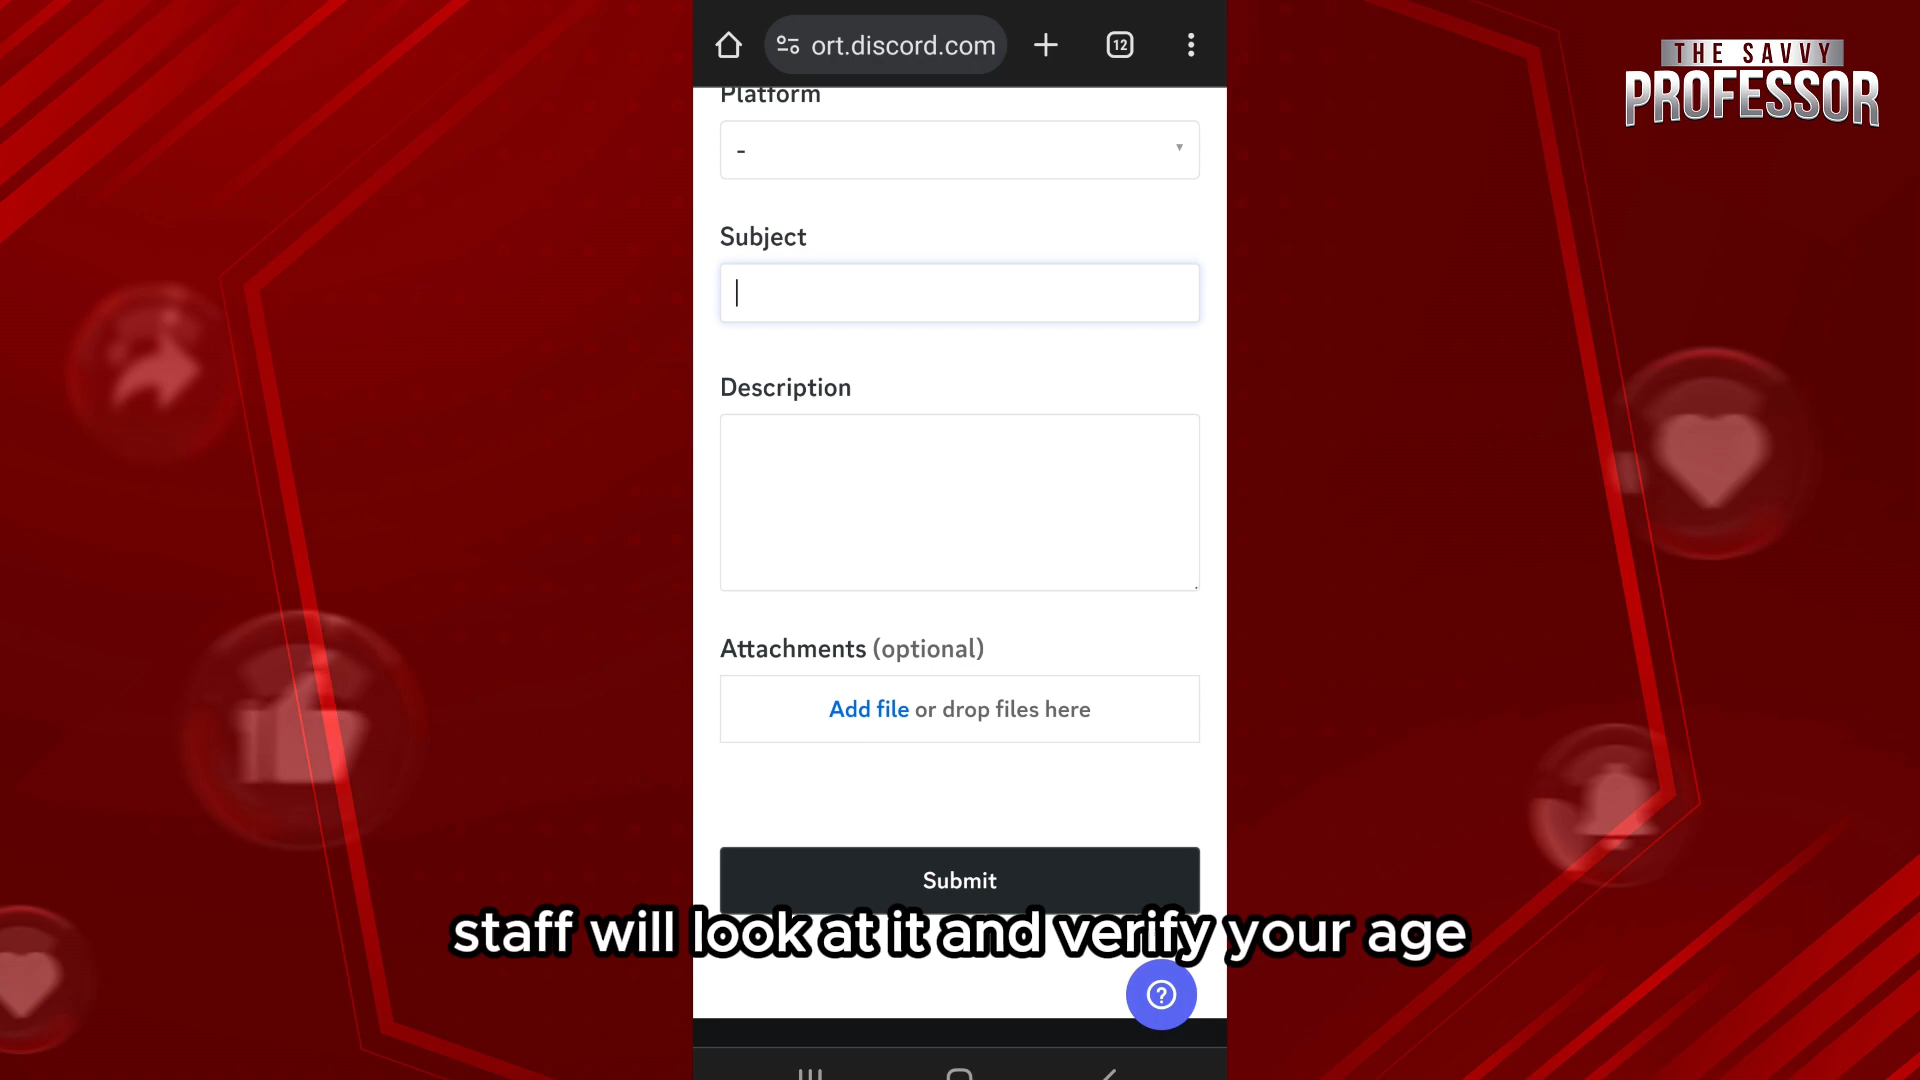 ort.discord.com
12
THE SAVVY
PROFESSOR
Platform
-
Subject
Description
Attachments (optional)
Add file or drop files here
Submit
staff will look at it and verify your age
?